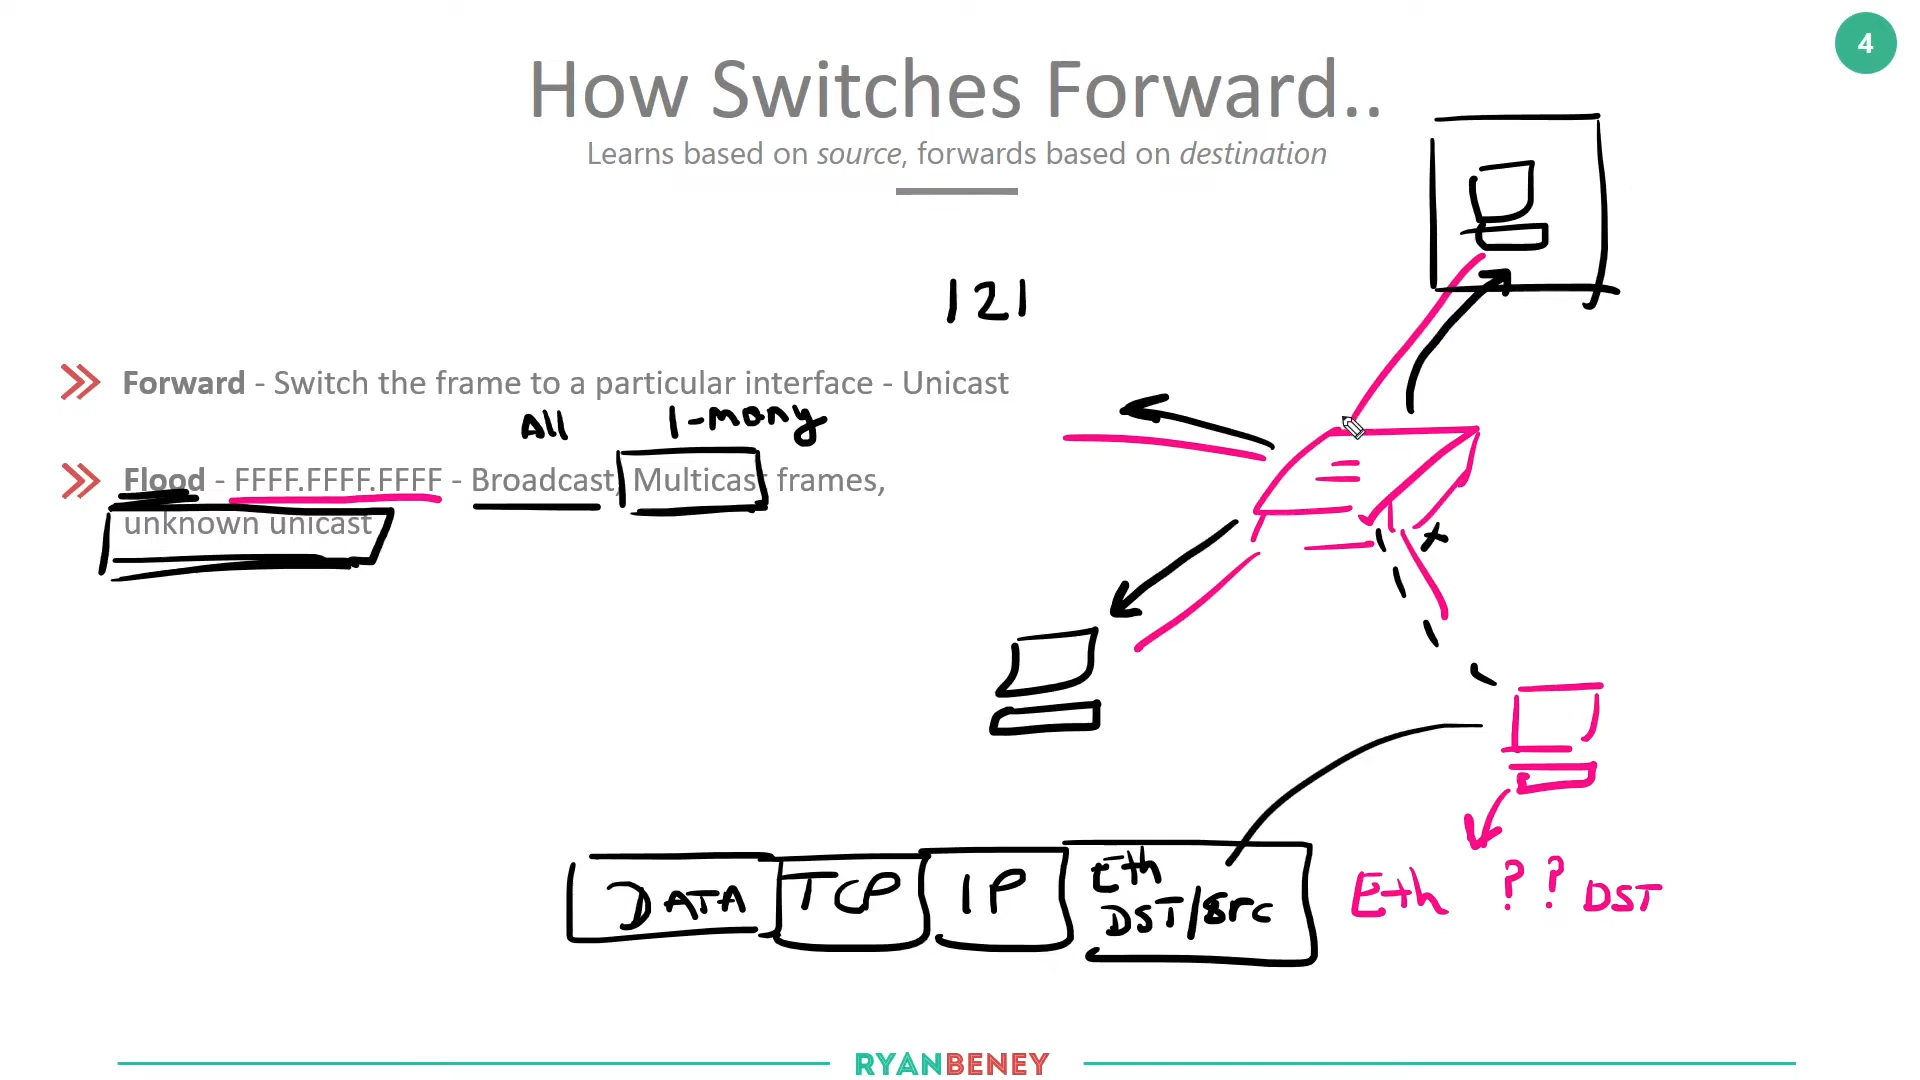 4
How Switches Forward..
Learns based on source, forwards based on destination
121
Forward - Switch the frame to a particular interface - Unicast
All 1-many
Flood - FFFF.FFFF.FFFF - Broadcast, Multicast frames,
unknown unicast
x
DATA TCP IP Eth
DST/Src
Eth ? ? DST
RYANBENEY